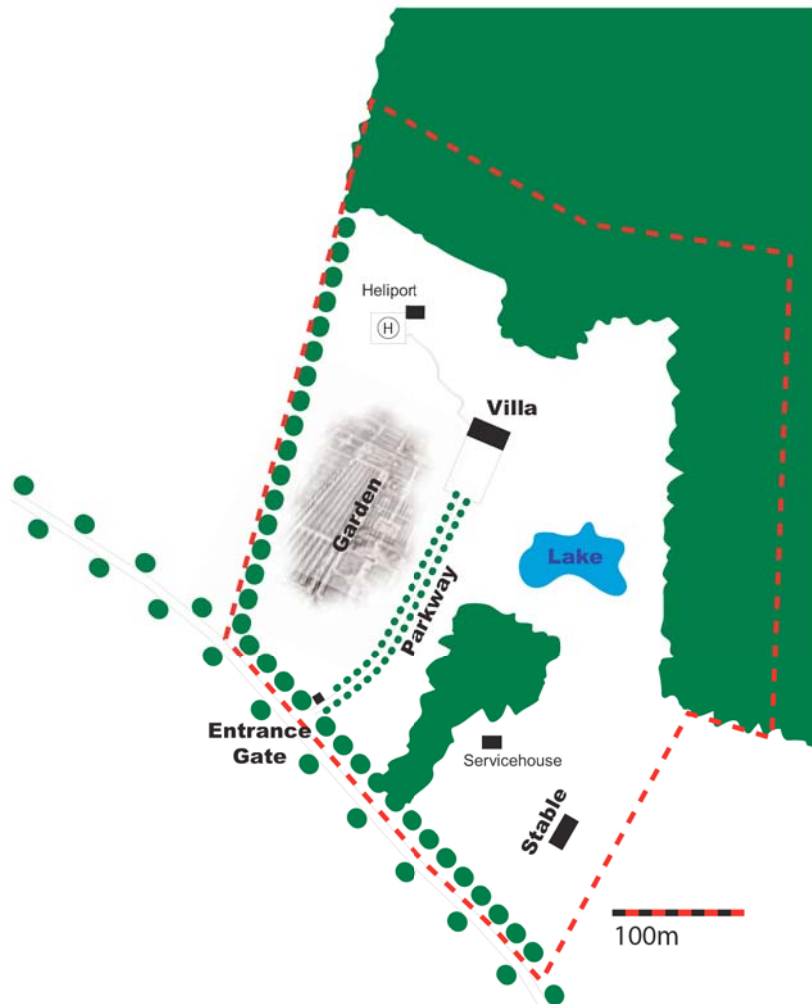 Heliport
H
Villa
Garden
Lake
Parkway
Entrance
Gate
Servicehouse
Stable
100m